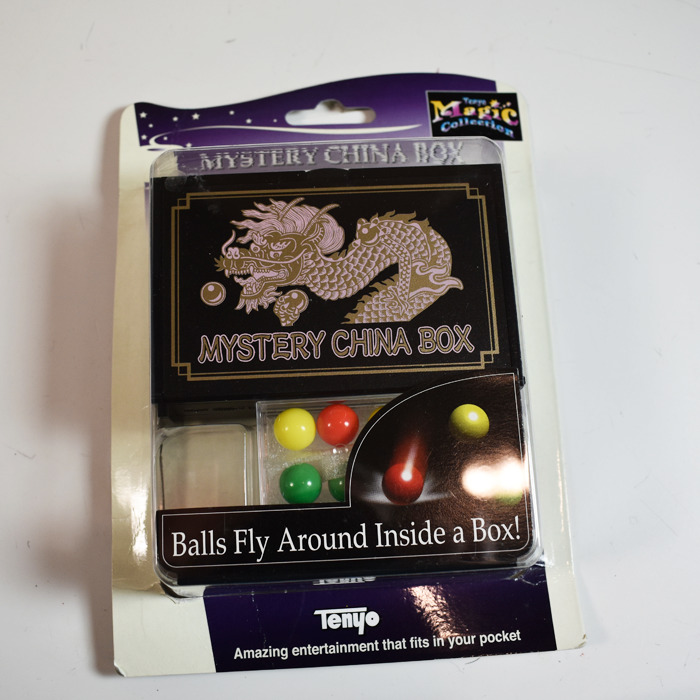 Tenyo
Magic
Collection
MYSTERY CHINA BOX
MYSTERY CHINA BOX
Balls Fly Around Inside a Box!
Tenyo
Amazing entertainment that fits in your pocket